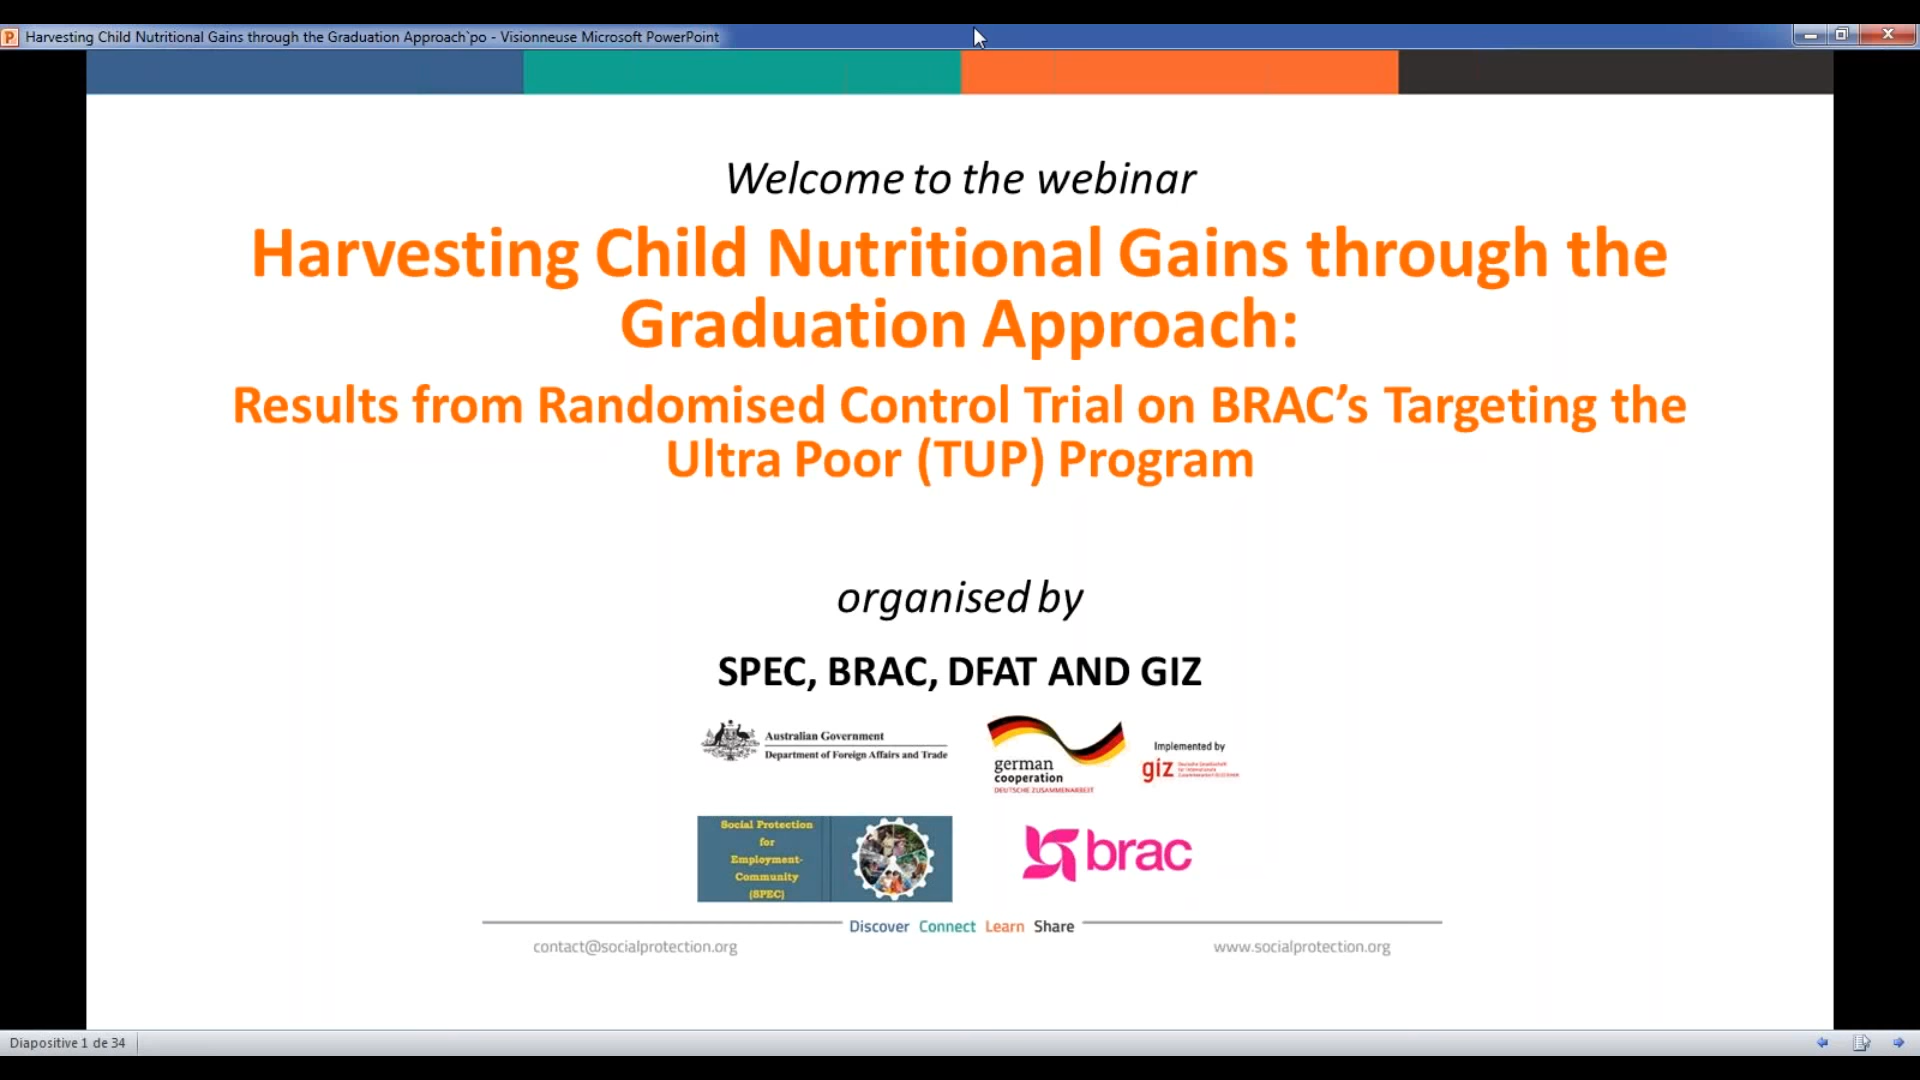 Harvesting Child Nutritional Gains through the Graduation Approach`po - Visionneuse Microsoft PowerPoint
Welcome to the webinar
Harvesting Child Nutritional Gains through the
Graduation Approach:
Results from Randomised Control Trial on BRAC’s Targeting the
Ultra Poor (TUP) Program
organised by
SPEC, BRAC, DFAT AND GIZ
Australian Government
Department of Foreign Affairs and Trade
german
cooperation
DEUTSCHE ZUSAMMENARBEIT
Implemented by
giz
Social Protection
for
Employment-
Community
(SPEC)
brac
Discover Connect Learn Share
contact@socialprotection.org
www.socialprotection.org
Diapositive 1 de 34